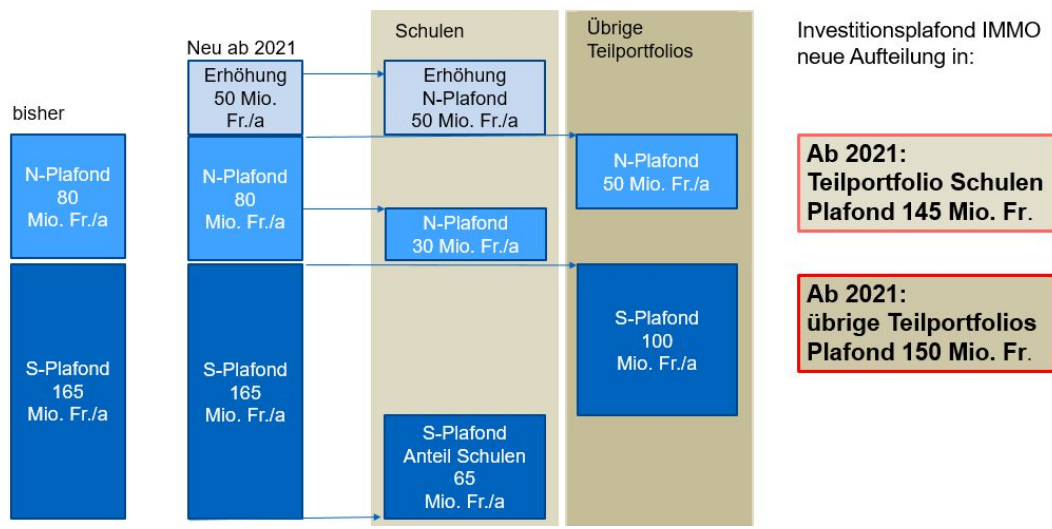 bisher
N-Plafond
80
Mio. Fr./a
S-Plafond
165
Mio. Fr./a
Neu ab 2021
Erhöhung
50 Mio.
Fr./a
N-Plafond
80
Mio. Fr./a
S-Plafond
165
Mio. Fr./a
Schulen
Erhöhung
N-Plafond
50 Mio. Fr./a
N-Plafond
30 Mio. Fr./a
S-Plafond
Anteil Schulen
65
Mio. Fr./a
Übrige
Teilportfolios
N-Plafond
50 Mio. Fr./a
S-Plafond
100
Mio. Fr./a
Investitionsplafond IMMO
neue Aufteilung in:
Ab 2021:
Teilportfolio Schulen
Plafond 145 Mio. Fr.
Ab 2021:
übrige Teilportfolios
Plafond 150 Mio. Fr.